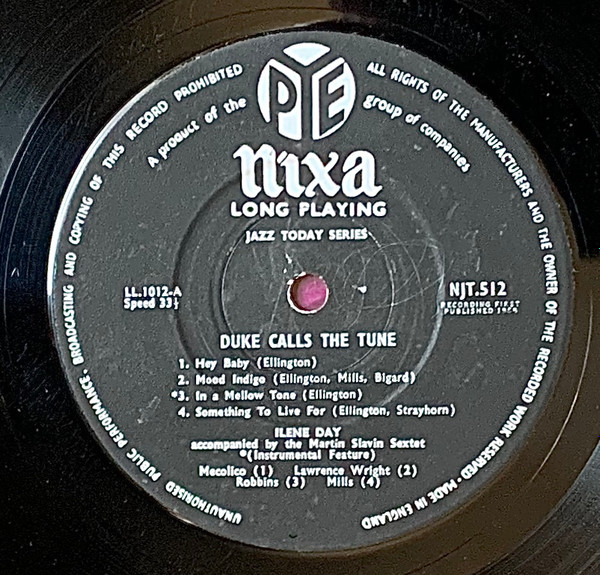 UNAUTHORISED PUBLIC PERFORMANCE · BROADCASTING AND COPYING OF THIS RECORD PROHIBITED
ALL RIGHTS OF THE MANUFACTURERS AND THE OWNER OF THE RECORDED WORK RESERVED · MADE IN ENGLAND
A product of the
PYE
group of companies
nixa
LONG PLAYING
JAZZ TODAY SERIES
LL.1012-A
Speed 33⅓
NJT.512
RECORDING FIRST
PUBLISHED
DUKE CALLS THE TUNE
1. Hey Baby (Ellington)
2. Mood Indigo (Ellington, Mills, Bigard)
*3. In a Mellow Tone (Ellington)
4. Something To Live For (Ellington, Strayhorn)
ILENE DAY
accompanied by the Martin Slavin Sextet
*(Instrumental Feature)
Mecolico (1) Lawrence Wright (2)
Robbins (3) Mills (4)